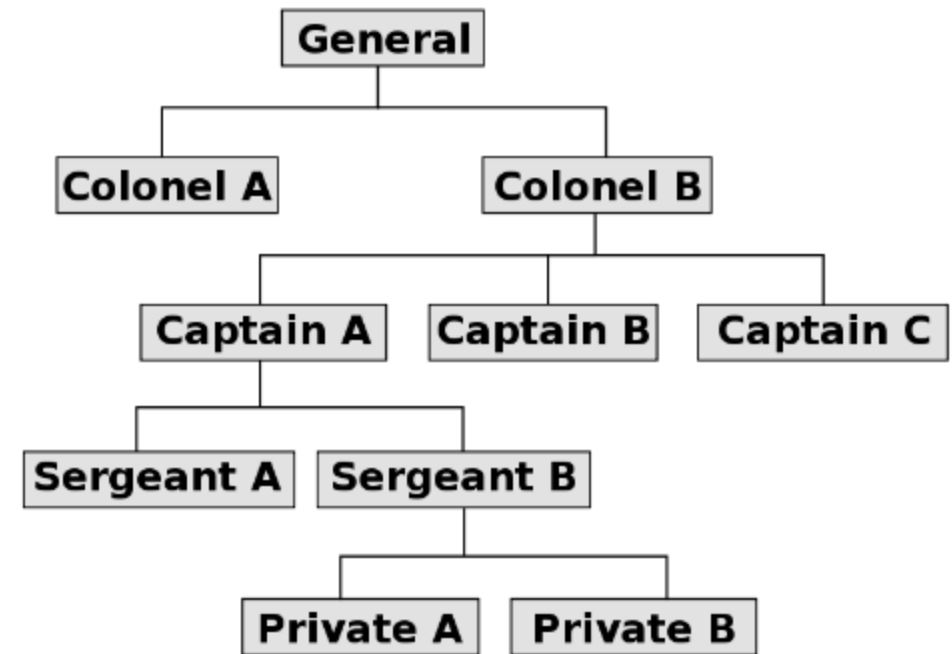 General
Colonel A
Colonel B
Captain A
Captain B
Captain C
Sergeant A
Sergeant B
Private A
Private B